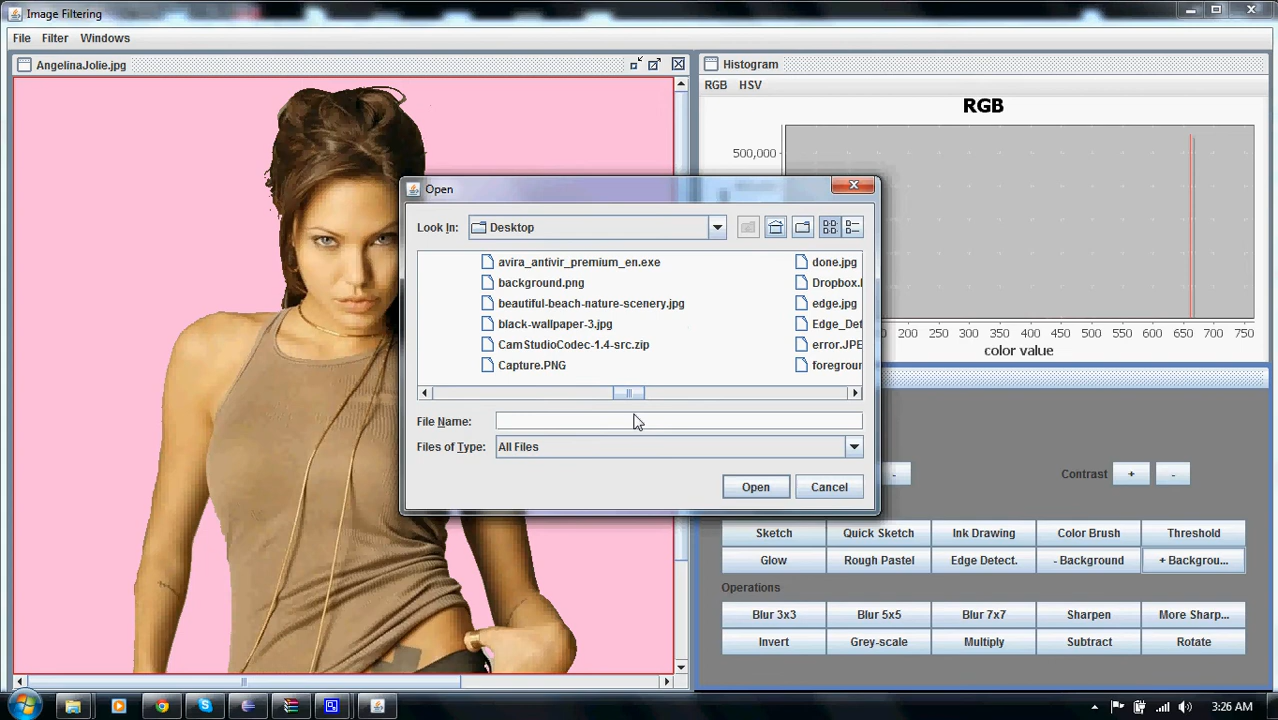 Image Filtering
File Filter Windows
AngelinaJolie.jpg
Histogram
RGB HSV
RGB
500,000
200 250 300 350 400 450 500 550 600 650 700 750
color value
Open
Look In: Desktop
avira_antivir_premium_en.exe
background.png
beautiful-beach-nature-scenery.jpg
black-wallpaper-3.jpg
CamStudioCodec-1.4-src.zip
Capture.PNG
done.jpg
Dropbox.l
edge.jpg
Edge_Det
error.JPE
foregroun
File Name:
Files of Type: All Files
Open Cancel
- Contrast + -
Sketch Quick Sketch Ink Drawing Color Brush Threshold
Glow Rough Pastel Edge Detect. - Background + Backgrou...
Operations
Blur 3x3 Blur 5x5 Blur 7x7 Sharpen More Sharp...
Invert Grey-scale Multiply Subtract Rotate
3:26 AM